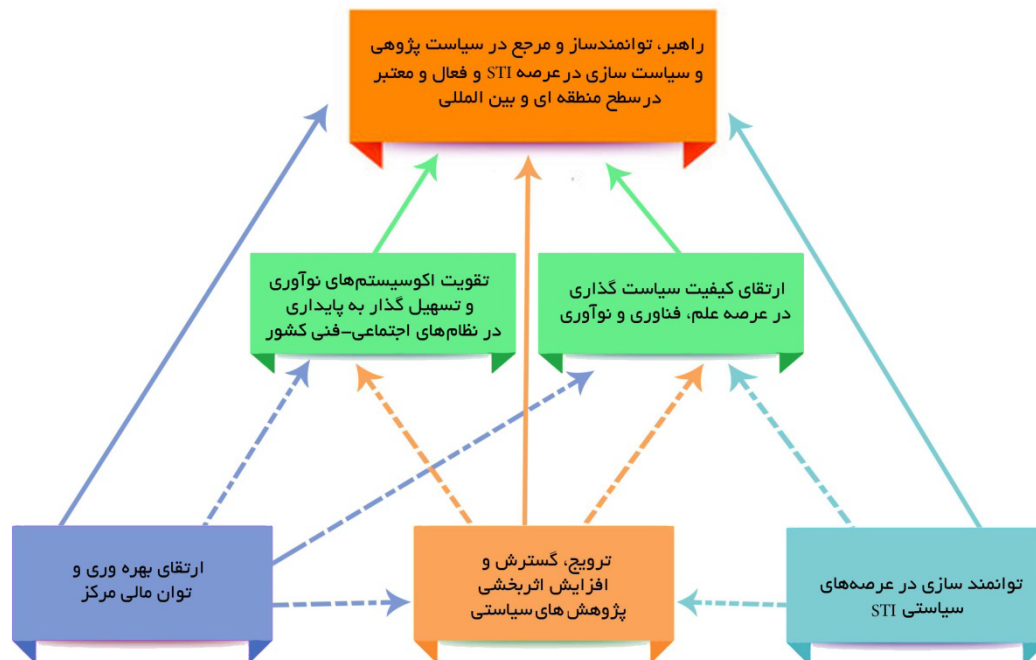 راهبر، توانمندساز و مرجع در سیاست پژوهی
و سیاست سازی در عرصه STI و فعال و معتبر
در سطح منطقه ای و بین المللی
ارتقای کیفیت سیاست گذاری
در عرصه علم، فناوری و نوآوری
تقویت اکوسیستم‌های نوآوری
و تسهیل گذار به پایداری
در نظام‌های اجتماعی-فنی کشور
توانمند سازی در عرصه‌های
سیاستی STI
ترویج، گسترش و
افزایش اثربخشی
پژوهش های سیاستی
ارتقای بهره وری و
توان مالی مرکز